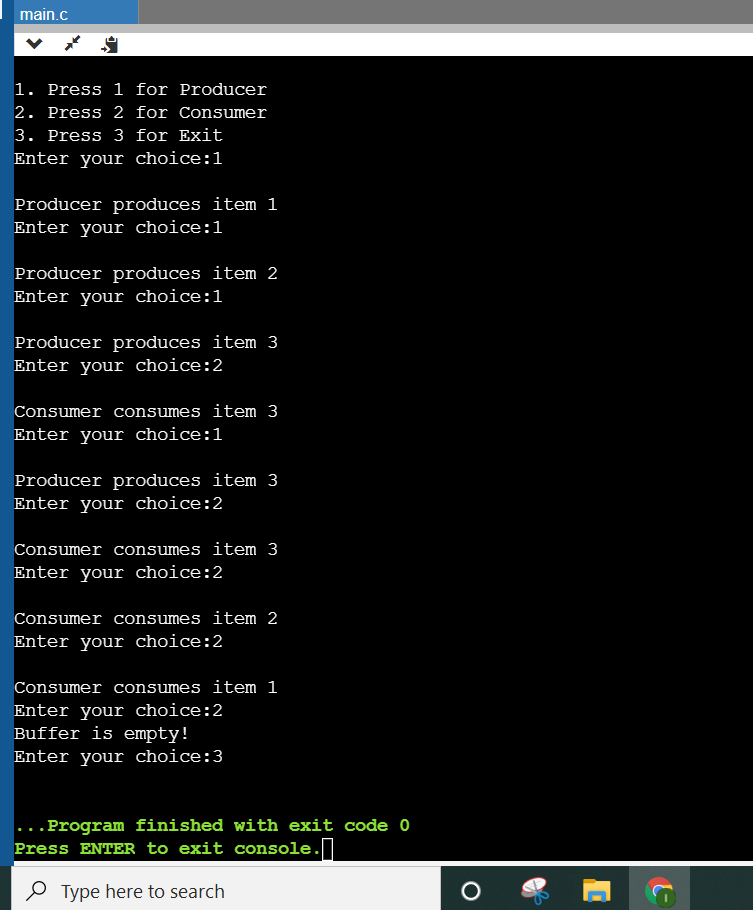 main.c
1. Press 1 for Producer
2. Press 2 for Consumer
3. Press 3 for Exit
Enter your choice:1
Producer produces item 1
Enter your choice:1
Producer produces item 2
Enter your choice:1
Producer produces item 3
Enter your choice:2
Consumer consumes item 3
Enter your choice:1
Producer produces item 3
Enter your choice:2
Consumer consumes item 3
Enter your choice:2
Consumer consumes item 2
Enter your choice:2
Consumer consumes item 1
Enter your choice:2
Buffer is empty!
Enter your choice:3
...Program finished with exit code 0
Press ENTER to exit console.
Type here to search